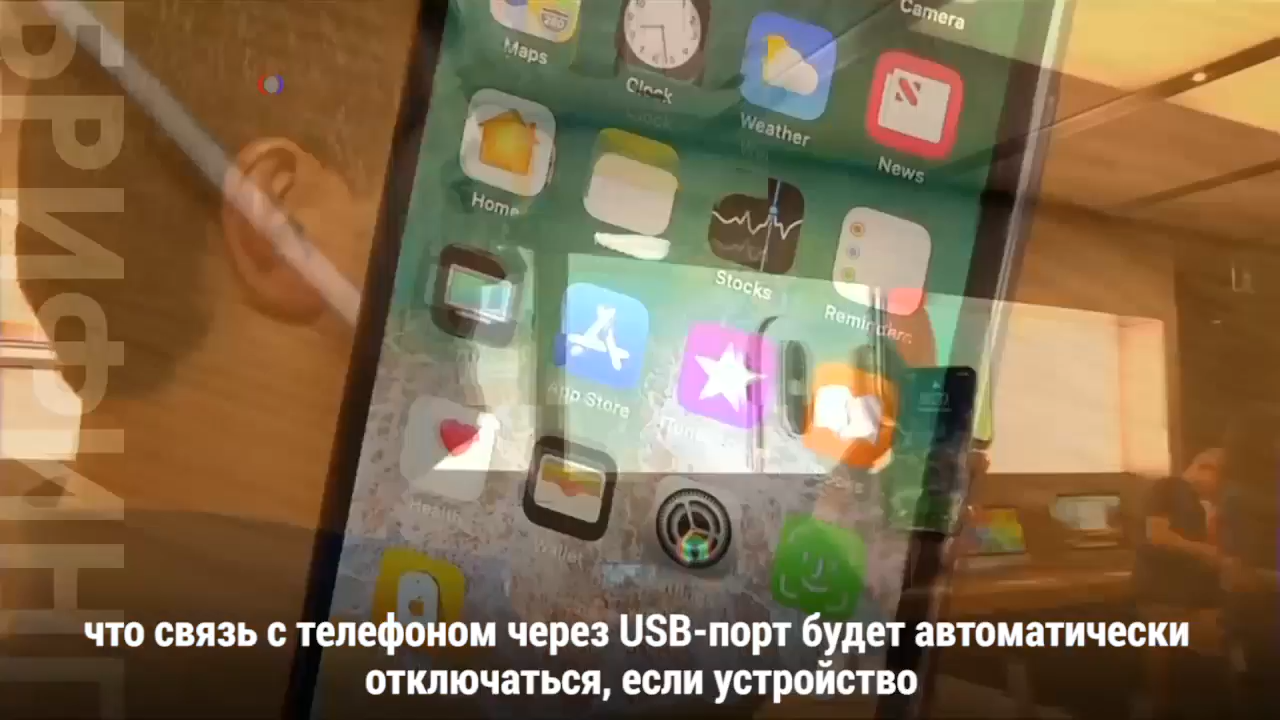 Camera
Maps
Clock
Weather
News
Home
Stocks
Reminders
App Store
Health
Wallet
БРИФИНГ
что связь с телефоном через USB-порт будет автоматически
отключаться, если устройство